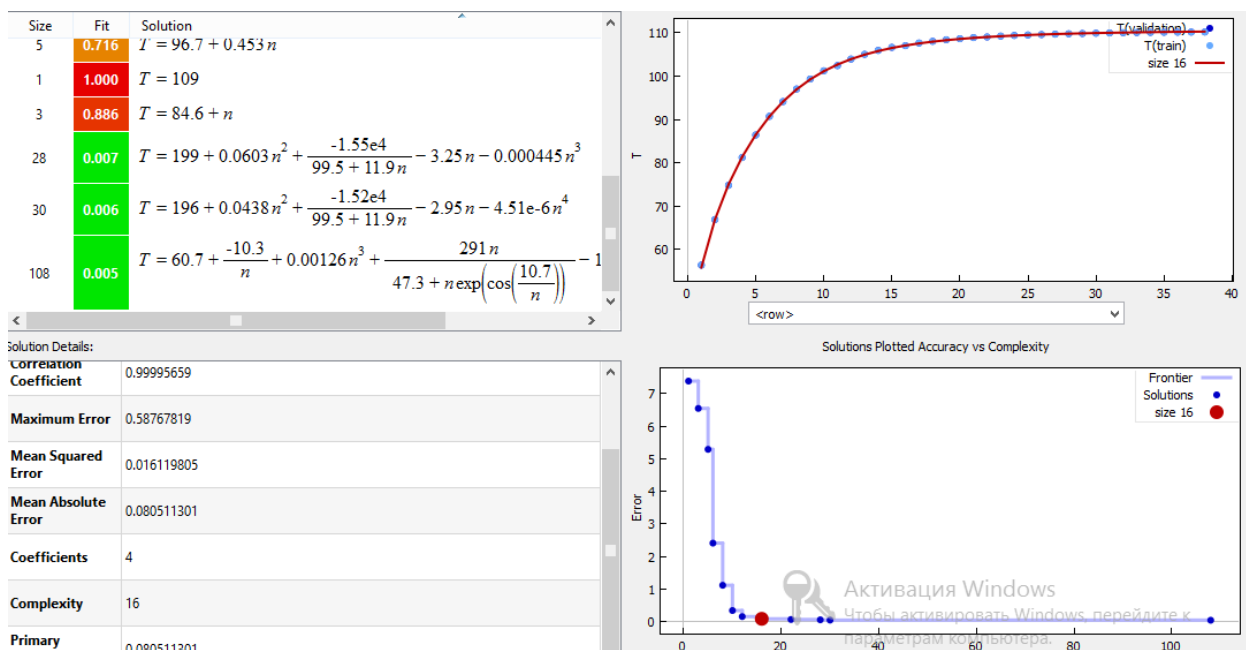 Size Fit Solution
5 0.716 T = 96.7 + 0.453 n
1 1.000 T = 109
3 0.886 T = 84.6 + n
28 0.007 T = 199 + 0.0603 n² + -1.55e4 / (99.5 + 11.9 n) − 3.25 n − 0.000445 n³
30 0.006 T = 196 + 0.0438 n² + -1.52e4 / (99.5 + 11.9 n) − 2.95 n − 4.51e-6 n⁴
108 0.005 T = 60.7 + -10.3 / n + 0.00126 n³ + 291 n / (47.3 + n exp(cos(10.7 / n))) − 1
T(validation)
T(train)
size 16
110
100
90
80
70
60
T
0 5 10 15 20 25 30 35 40
<row>
Solution Details:
Correlation
Coefficient 0.99995659
Maximum Error 0.58767819
Mean Squared
Error 0.016119805
Mean Absolute
Error 0.080511301
Coefficients 4
Complexity 16
Primary 0.080511301
Solutions Plotted Accuracy vs Complexity
Frontier
Solutions
size 16
7
6
5
4
3
2
1
0
Error
0 20 40 60 80 100
Активация Windows
Чтобы активировать Windows, перейдите к
параметрам компьютера.